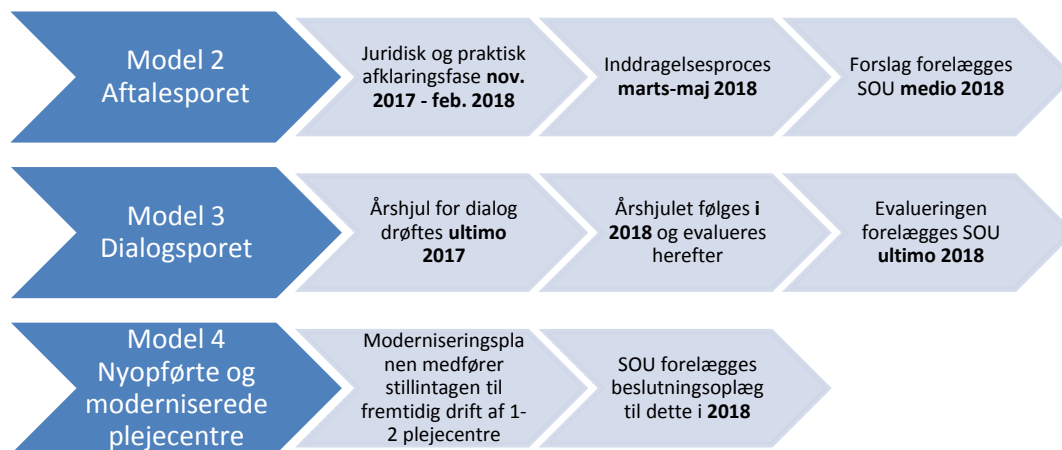 Model 2
Aftalesporet
Juridisk og praktisk
afklaringsfase nov.
2017 - feb. 2018
Inddragelsesproces
marts-maj 2018
Forslag forelægges
SOU medio 2018
Model 3
Dialogsporet
Årshjul for dialog
drøftes ultimo
2017
Årshjulet følges i
2018 og evalueres
herefter
Evalueringen
forelægges SOU
ultimo 2018
Model 4
Nyopførte og
moderniserede
plejecentre
Moderniseringspla
nen medfører
stillintagen til
fremtidig drift af 1-
2 plejecentre
SOU forelægges
beslutningsoplæg
til dette i 2018